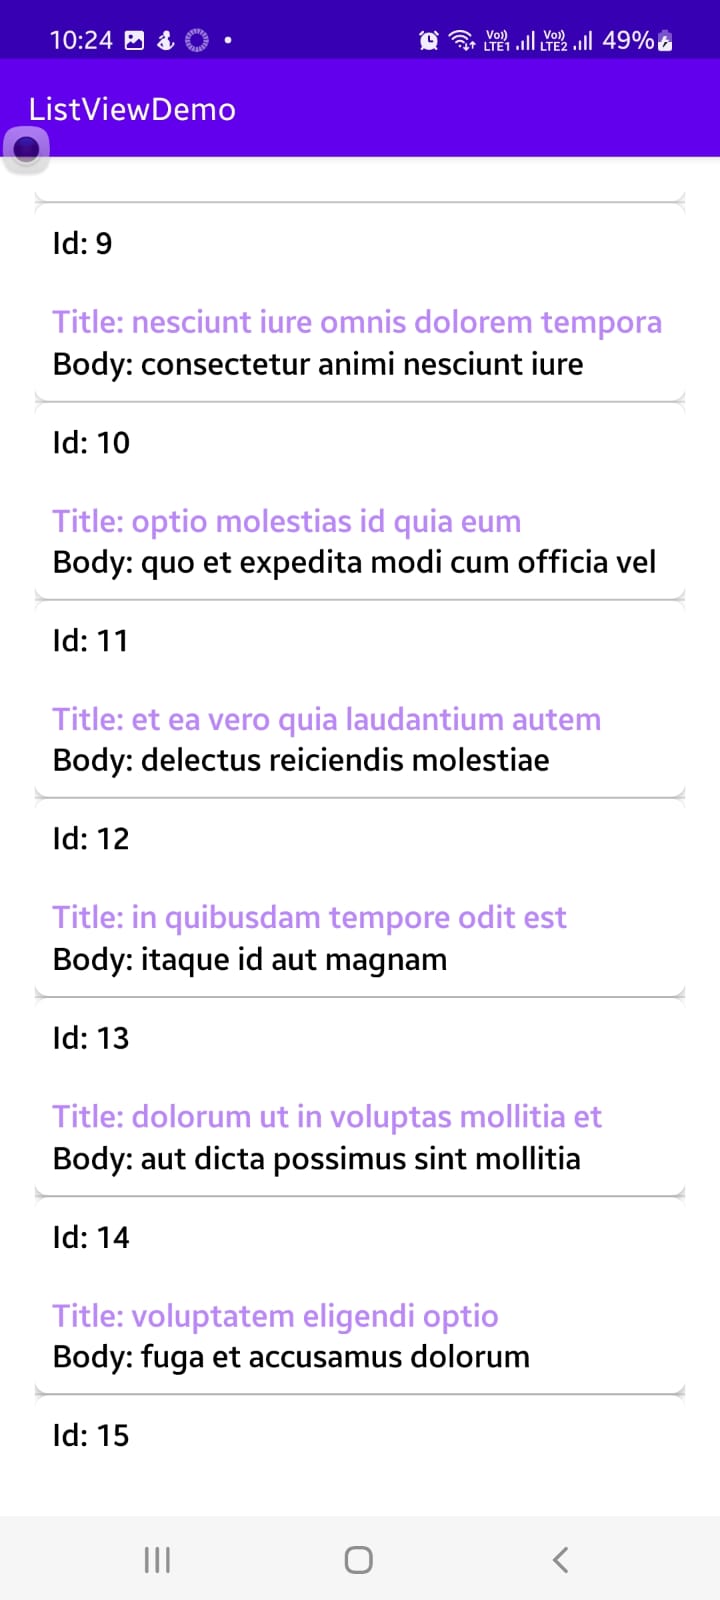 10:24
Vo)) LTE1 Vo)) LTE2 49%
ListViewDemo
Id: 9
Title: nesciunt iure omnis dolorem tempora
Body: consectetur animi nesciunt iure
Id: 10
Title: optio molestias id quia eum
Body: quo et expedita modi cum officia vel
Id: 11
Title: et ea vero quia laudantium autem
Body: delectus reiciendis molestiae
Id: 12
Title: in quibusdam tempore odit est
Body: itaque id aut magnam
Id: 13
Title: dolorum ut in voluptas mollitia et
Body: aut dicta possimus sint mollitia
Id: 14
Title: voluptatem eligendi optio
Body: fuga et accusamus dolorum
Id: 15